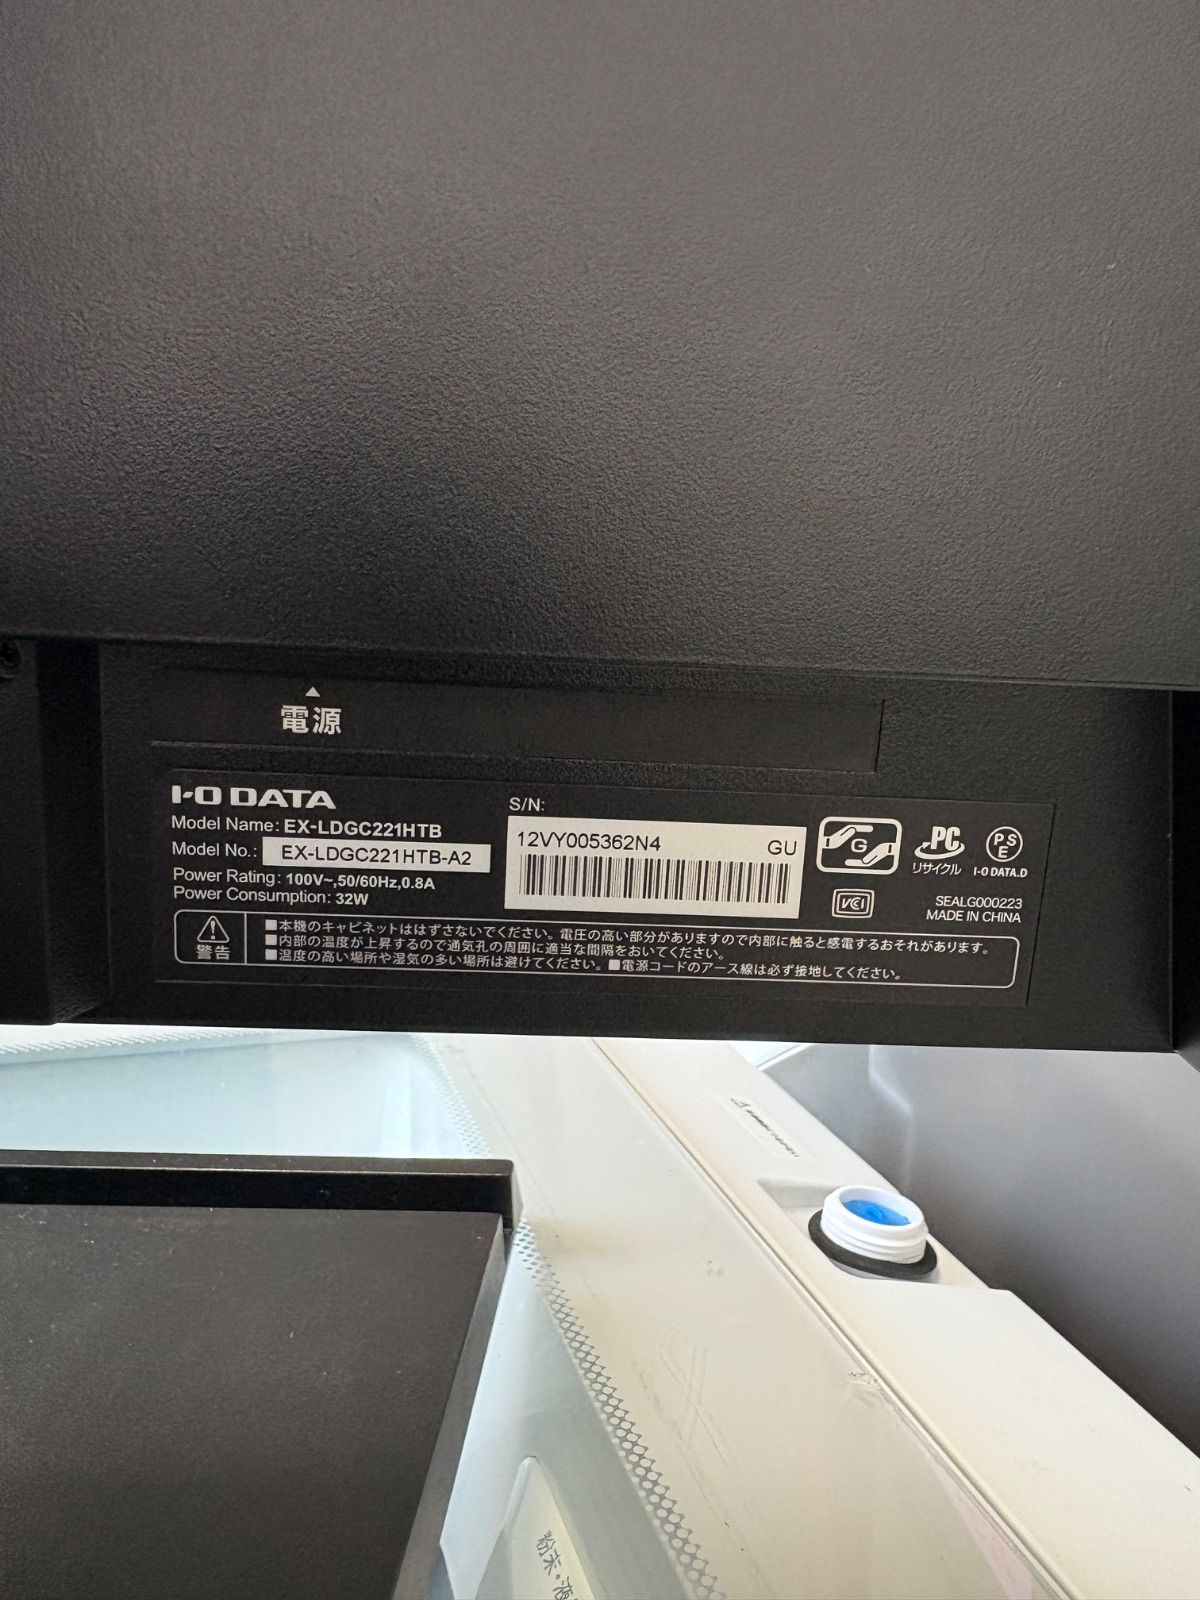 電源
I-O DATA
Model Name: EX-LDGC221HTB
Model No.: EX-LDGC221HTB-A2
Power Rating: 100V~,50/60Hz,0.8A
Power Consumption: 32W
S/N:
12VY005362N4 GU
G
PC
リサイクル
PSE
I-O DATA.D
VCI
SEALG000223
MADE IN CHINA
警告
■本機のキャビネットははずさないでください。電圧の高い部分がありますので内部に触ると感電するおそれがあります。
■内部の温度が上昇するので通気孔の周囲に適当な間隔をおいてください。
■温度の高い場所や湿気の多い場所は避けてください。■電源コードのアース線は必ず接地してください。